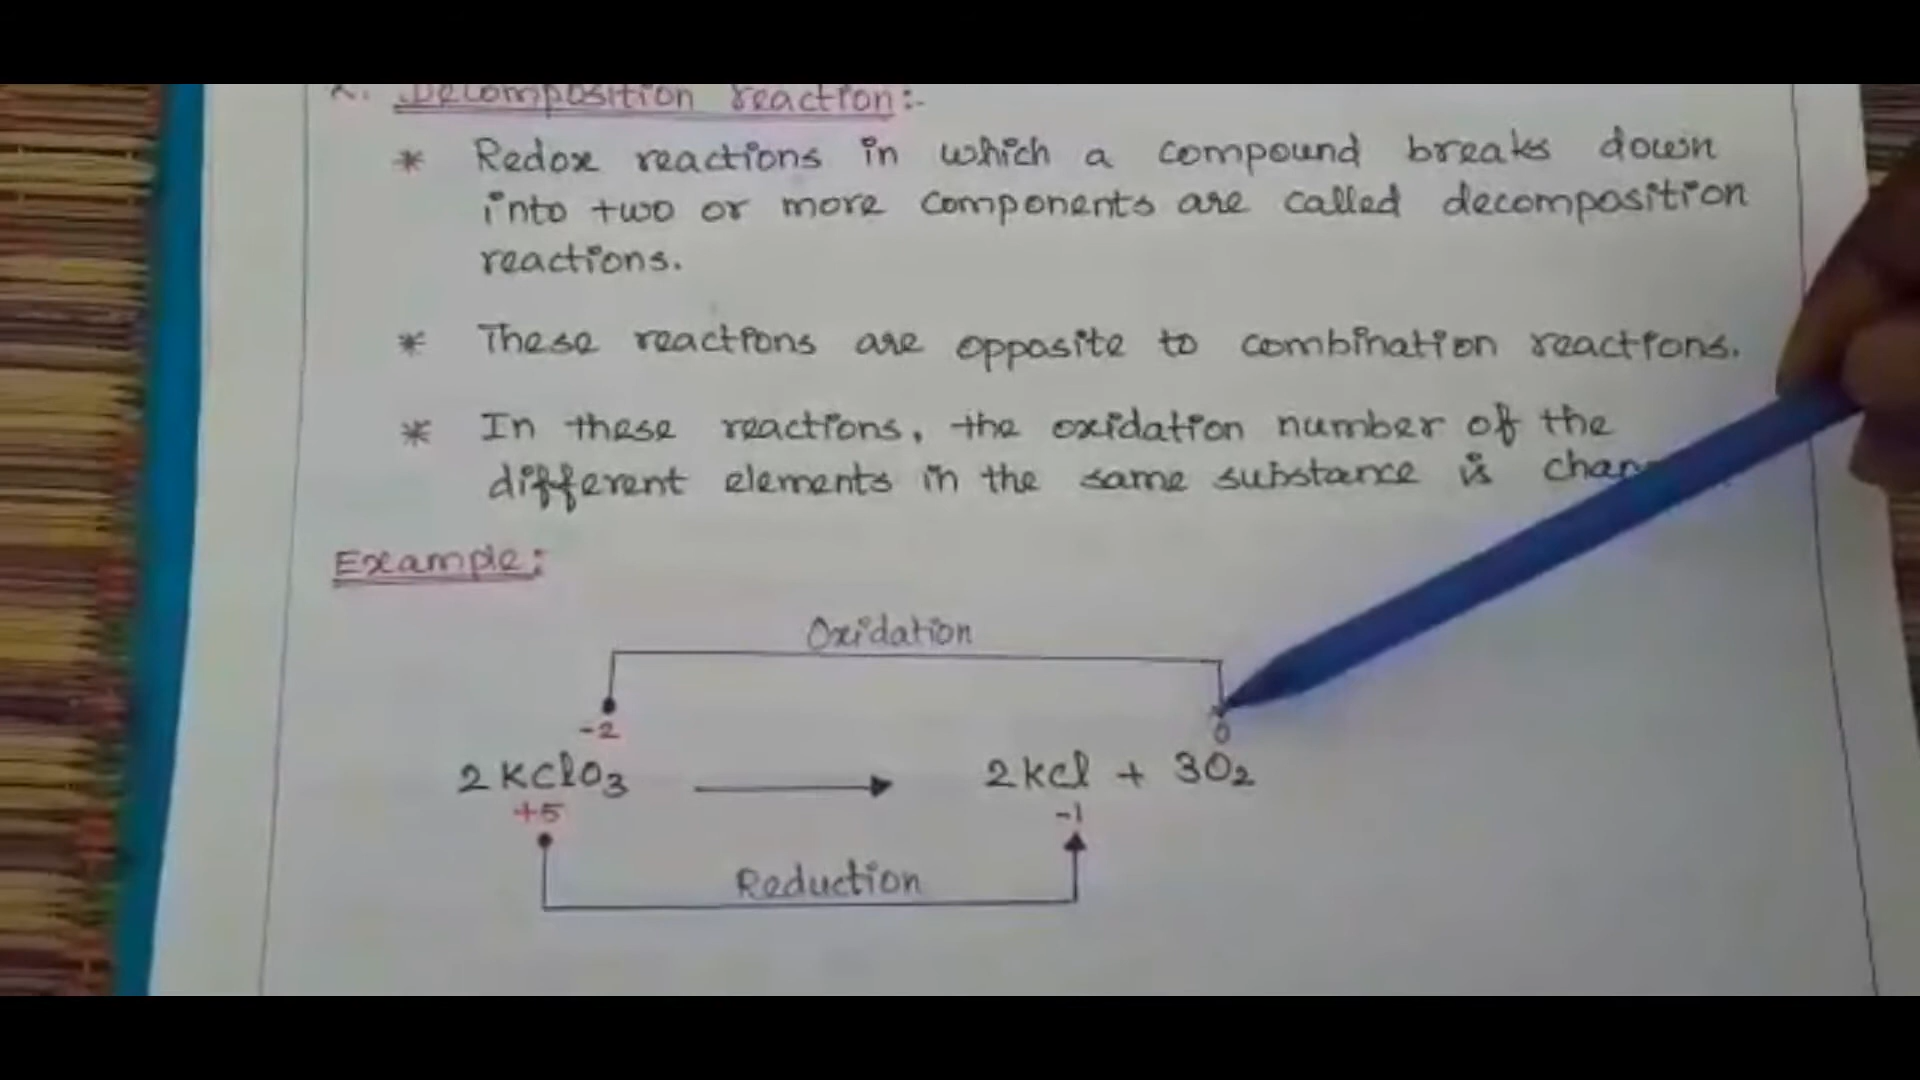 Decomposition reaction:-
* Redox reactions in which a compound breaks down
into two or more components are called decomposition
reactions.
* These reactions are opposite to combination reactions.
* In these reactions, the oxidation number of the
different elements in the same substance is
Example:
Oxidation
-2 0
2KClO3 → 2KCl + 3O2
+5 -1
Reduction